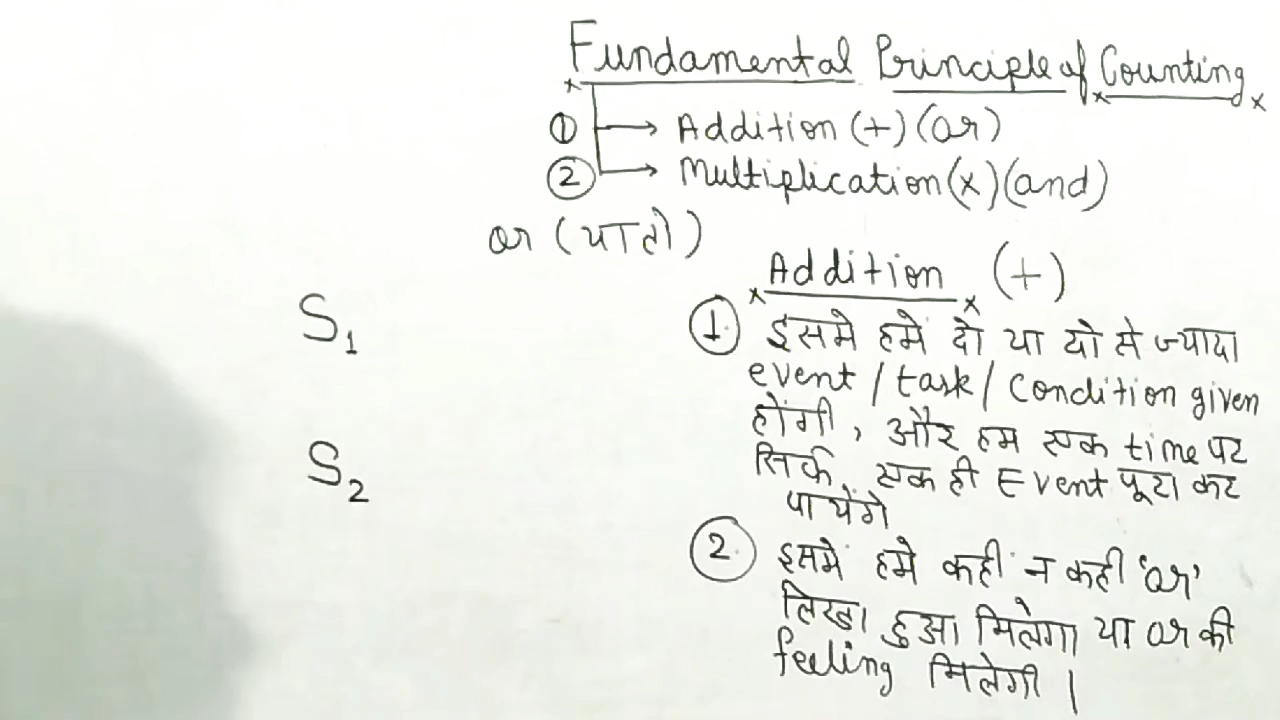 Fundamental Principle of Counting
① → Addition (+) (or)
② → Multiplication (x) (and)
or (या तो)
Addition (+)
① इसमे हमें दो या दो से ज्यादा
event / task / Condition given
होंगी, और हम एक time पर
सिर्फ एक ही Event पूरा कर
पायेंगे
② इसमें हमे कही न कही 'or'
लिखा हुआ मिलेगा या or की
feeling मिलेगी ।
S1
S2